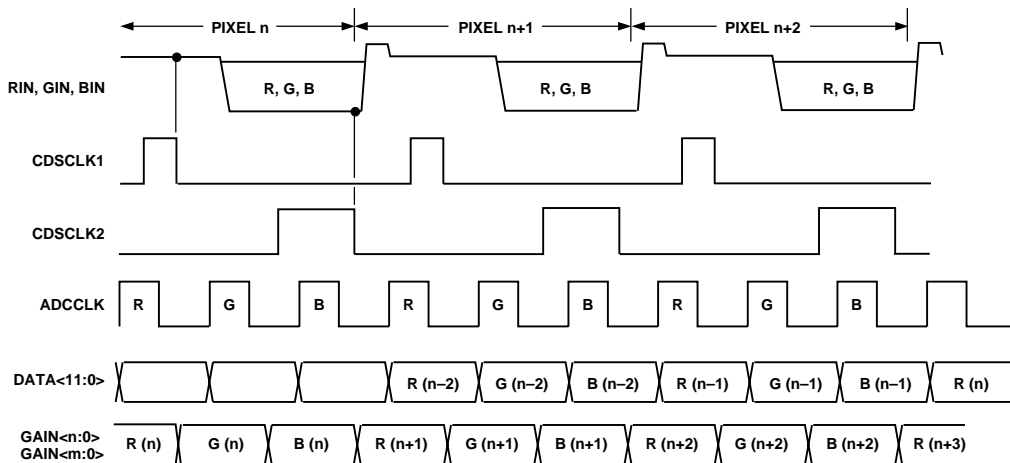 PIXEL n PIXEL n+1 PIXEL n+2
RIN, GIN, BIN R, G, B R, G, B R, G, B
CDSCLK1
CDSCLK2
ADCCLK R G B R G B R G B
DATA<11:0> R (n–2) G (n–2) B (n–2) R (n–1) G (n–1) B (n–1) R (n)
GAIN<n:0>
GAIN<m:0> R (n) G (n) B (n) R (n+1) G (n+1) B (n+1) R (n+2) G (n+2) B (n+2) R (n+3)